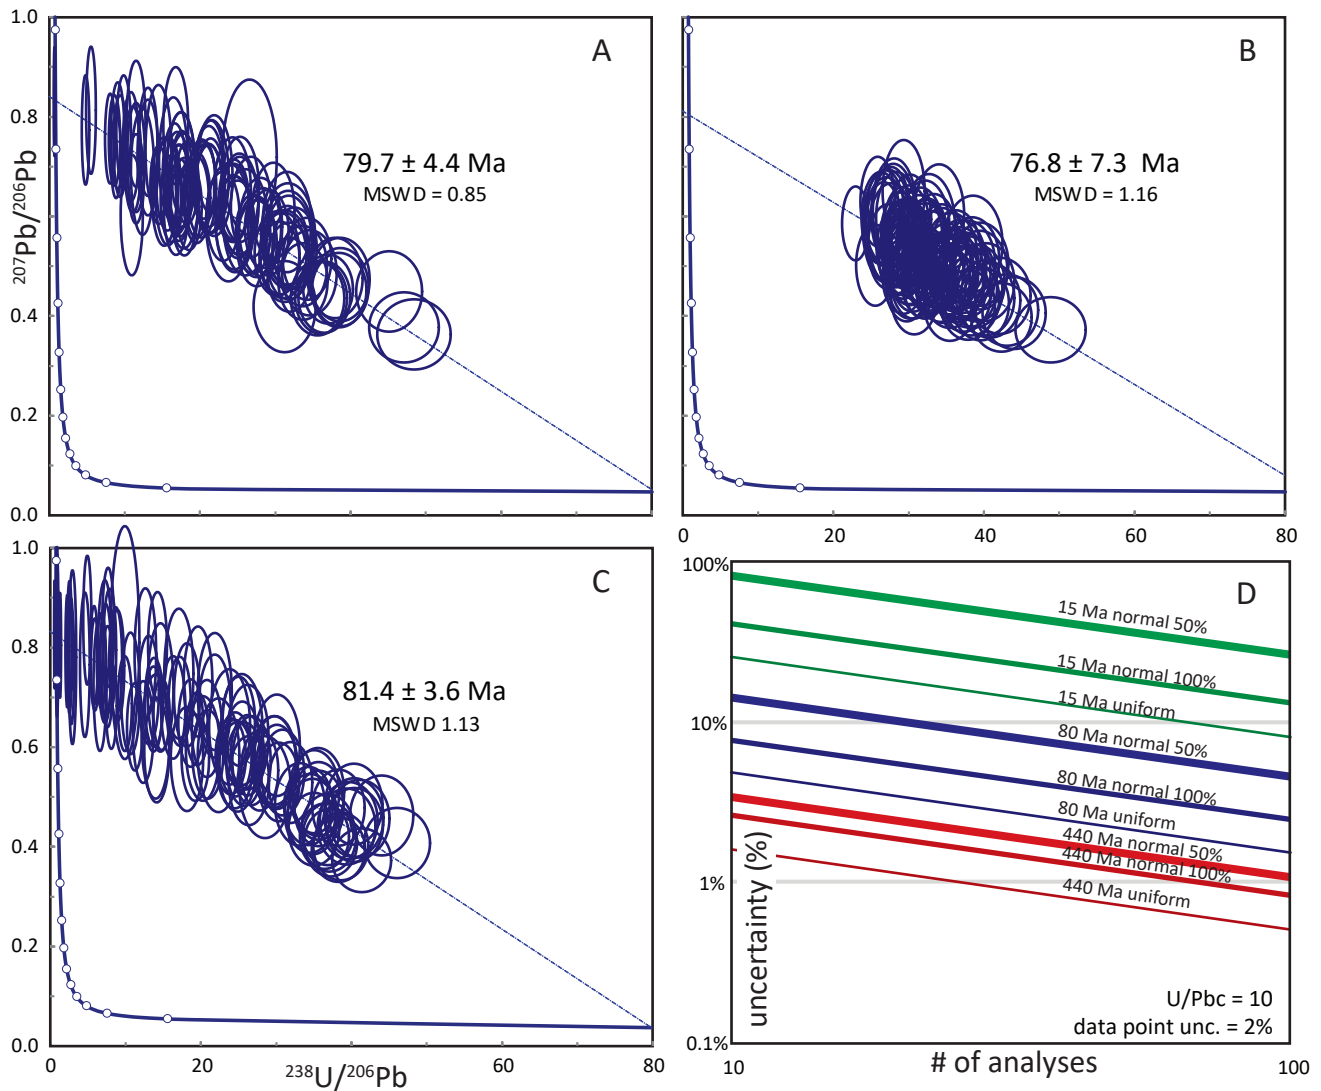 1.0
0.8
0.6
0.4
0.2
0.0
²⁰⁷Pb/²⁰⁶Pb
A
79.7 ± 4.4 Ma
MSWD = 0.85
B
76.8 ± 7.3 Ma
MSWD = 1.16
0
20
40
60
80
1.0
0.8
0.6
0.4
0.2
0.0
C
81.4 ± 3.6 Ma
MSWD 1.13
0
20
40
60
80
²³⁸U/²⁰⁶Pb
100%
10%
1%
0.1%
uncertainty (%)
D
15 Ma normal 50%
15 Ma normal 100%
15 Ma uniform
80 Ma normal 50%
80 Ma normal 100%
80 Ma uniform
440 Ma normal 50%
440 Ma normal 100%
440 Ma uniform
U/Pbc = 10
data point unc. = 2%
10
# of analyses
100